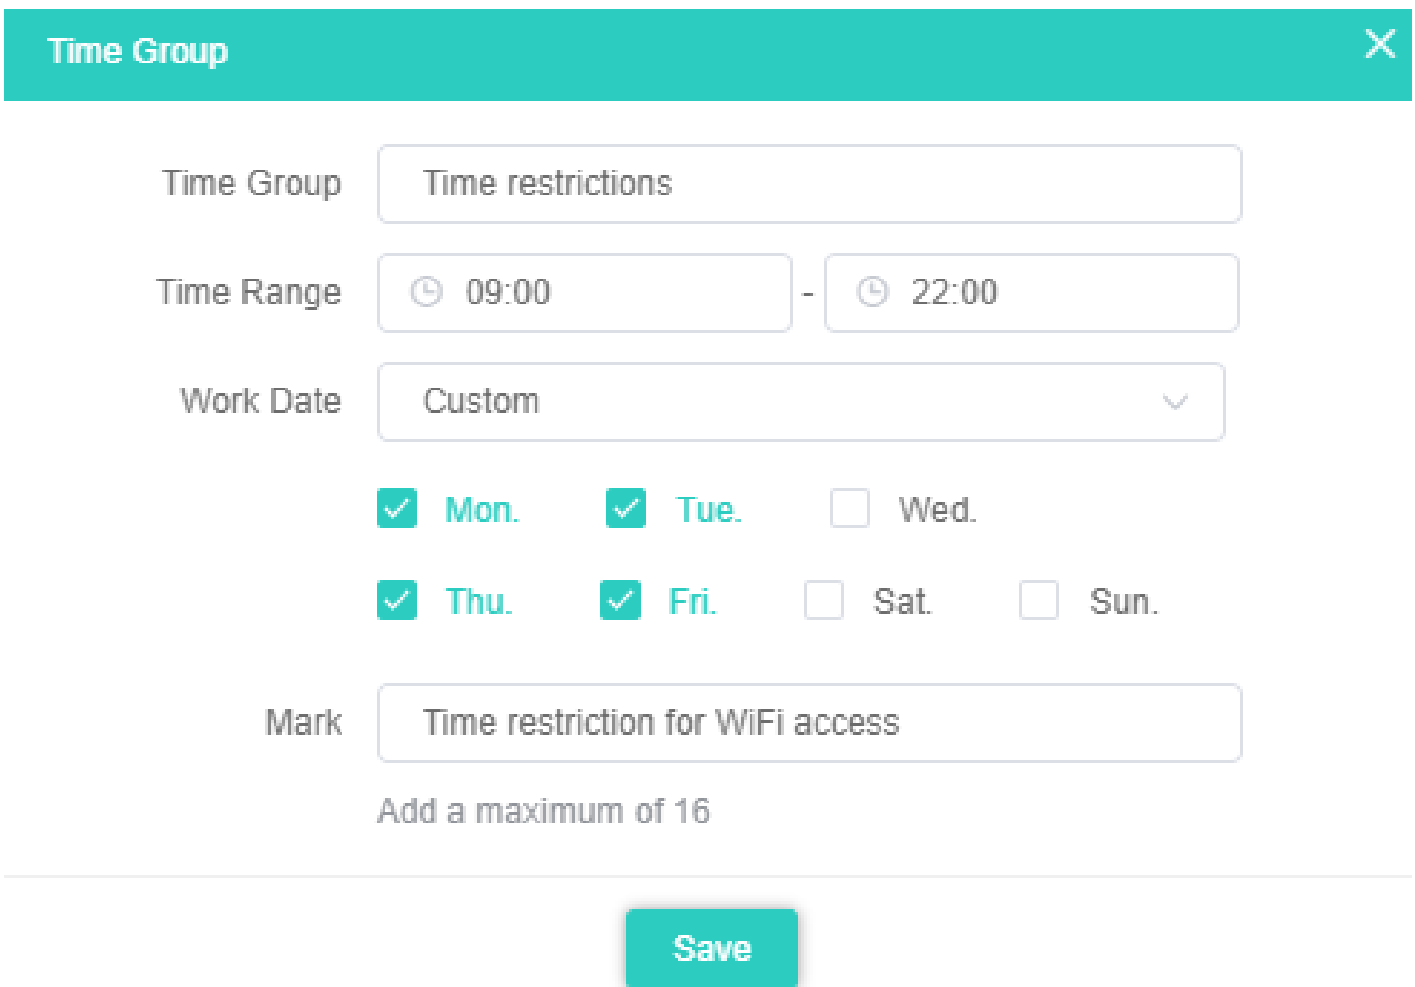 Time Group
Time Group Time restrictions
Time Range 09:00 - 22:00
Work Date Custom
Mon. Tue. Wed.
Thu. Fri. Sat. Sun.
Mark Time restriction for WiFi access
Add a maximum of 16
Save